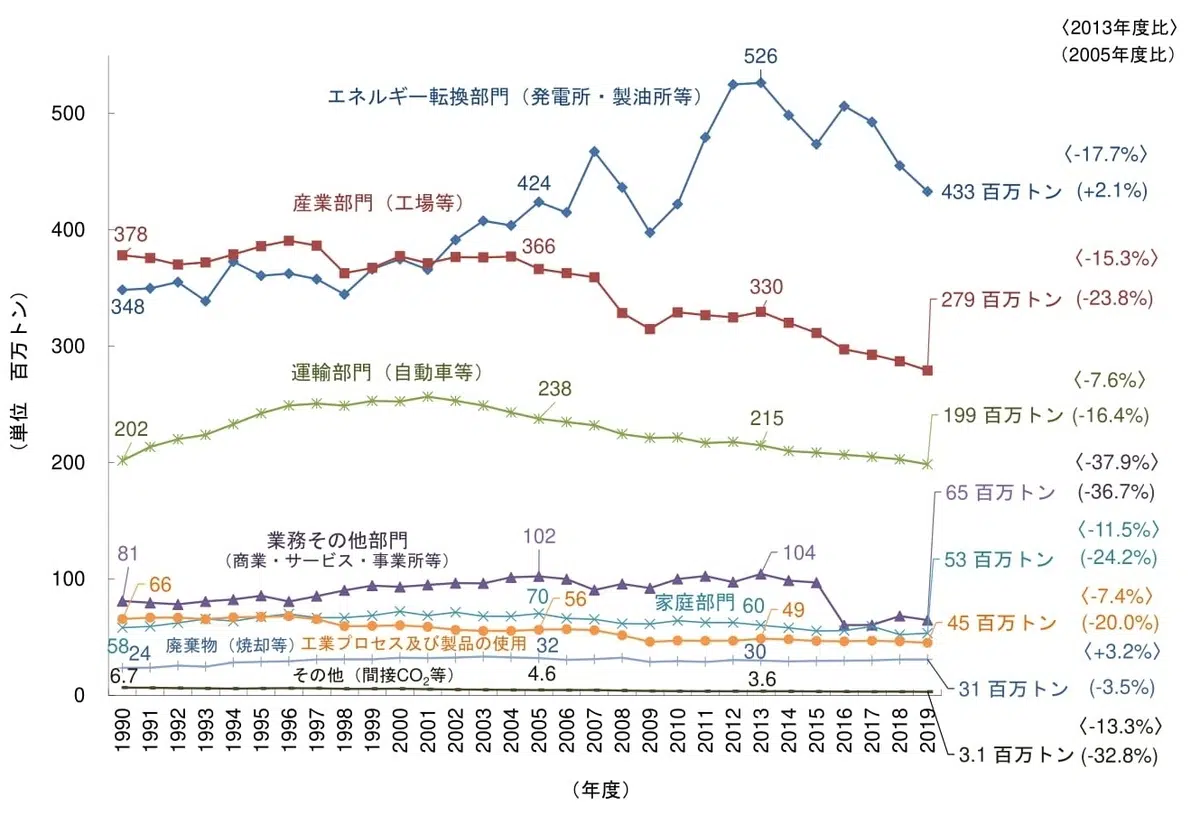 〈2013年度比〉
（2005年度比）
526
エネルギー転換部門（発電所・製油所等）
500
〈-17.7%〉
424
433 百万トン (+2.1%)
産業部門（工場等）
400
378
366
〈-15.3%〉
330
279 百万トン (-23.8%)
348
（単位　百万トン）
300
運輸部門（自動車等）
〈-7.6%〉
238
215
199 百万トン (-16.4%)
202
200
〈-37.9%〉
65 百万トン (-36.7%)
業務その他部門
（商業・サービス・事業所等）
81
102
104
〈-11.5%〉
53 百万トン (-24.2%)
100
66
70
56
家庭部門 60
49
〈-7.4%〉
45 百万トン (-20.0%)
58
24
廃棄物（焼却等）
工業プロセス及び製品の使用
32
30
〈+3.2%〉
31 百万トン (-3.5%)
6.7
その他（間接CO₂等）
4.6
3.6
0
〈-13.3%〉
3.1 百万トン (-32.8%)
1990 1991 1992 1993 1994 1995 1996 1997 1998 1999 2000 2001 2002 2003 2004 2005 2006 2007 2008 2009 2010 2011 2012 2013 2014 2015 2016 2017 2018 2019
（年度）